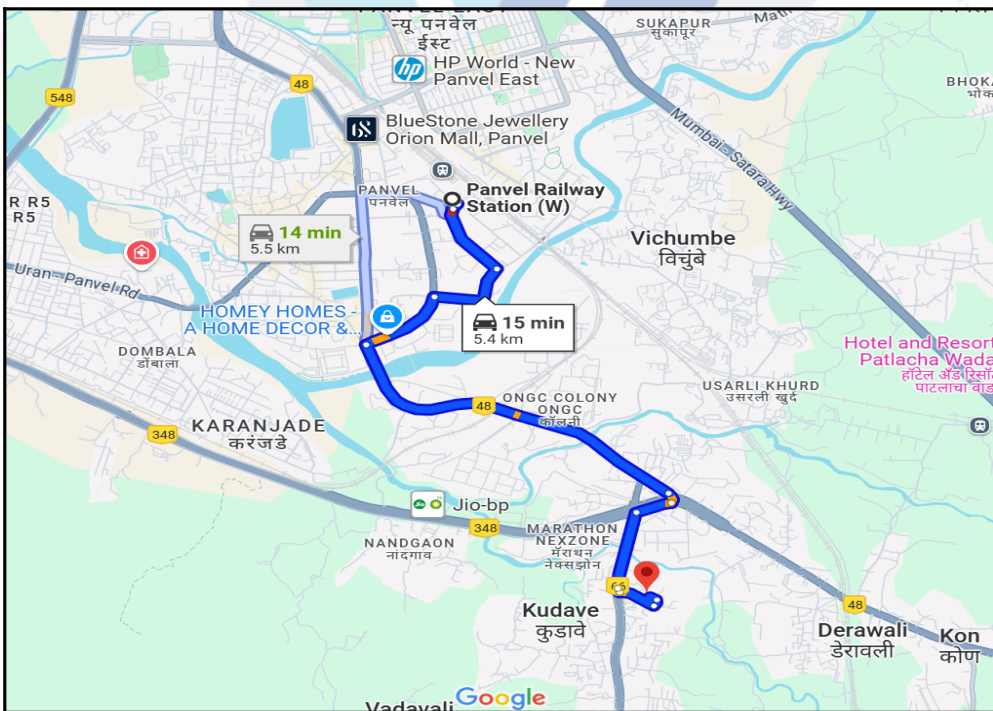 न्यू पनवेल
ईस्ट
SUKAPUR
सुकापूर
HP World - New
Panvel East
548
48
BlueStone Jewellery
Orion Mall, Panvel
Mumbai - Satara Hwy
PANVEL
पनवेल
Panvel Railway
Station (W)
R R5
R5
14 min
5.5 km
Vichumbe
विचुंबे
Uran - Panvel Rd
HOMEY HOMES -
A HOME DECOR &...
15 min
5.4 km
DOMBALA
डोंबाला
Hotel and Resort
Patlacha Wada
हॉटेल अँड रिसॉ
पाटलाचा वाड
USARLI KHURD
उसरली खुर्द
48
ONGC COLONY
ONGC
कॉलनी
KARANJADE
करंजडे
348
Jio-bp
348
NANDGAON
नांदगाव
MARATHON
NEXZONE
मॅराथन
नेक्सझोन
66
Kudave
कुडावे
48
Derawali
डेरावली
Kon
कोण
Google
Vadavali